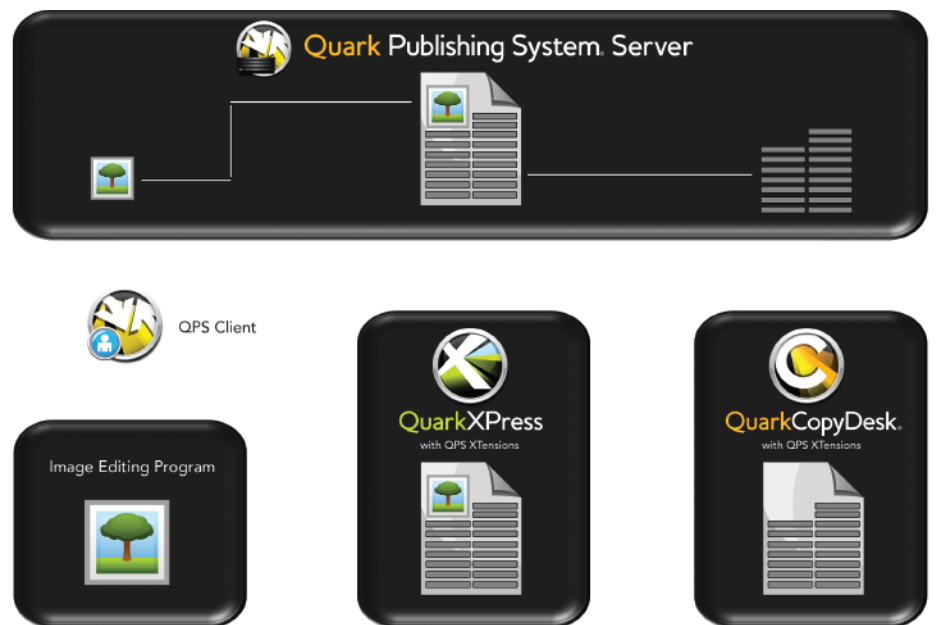 Quark Publishing System. Server
QPS Client
Image Editing Program
QuarkXPress
with QPS XTensions
QuarkCopyDesk.
with QPS XTensions